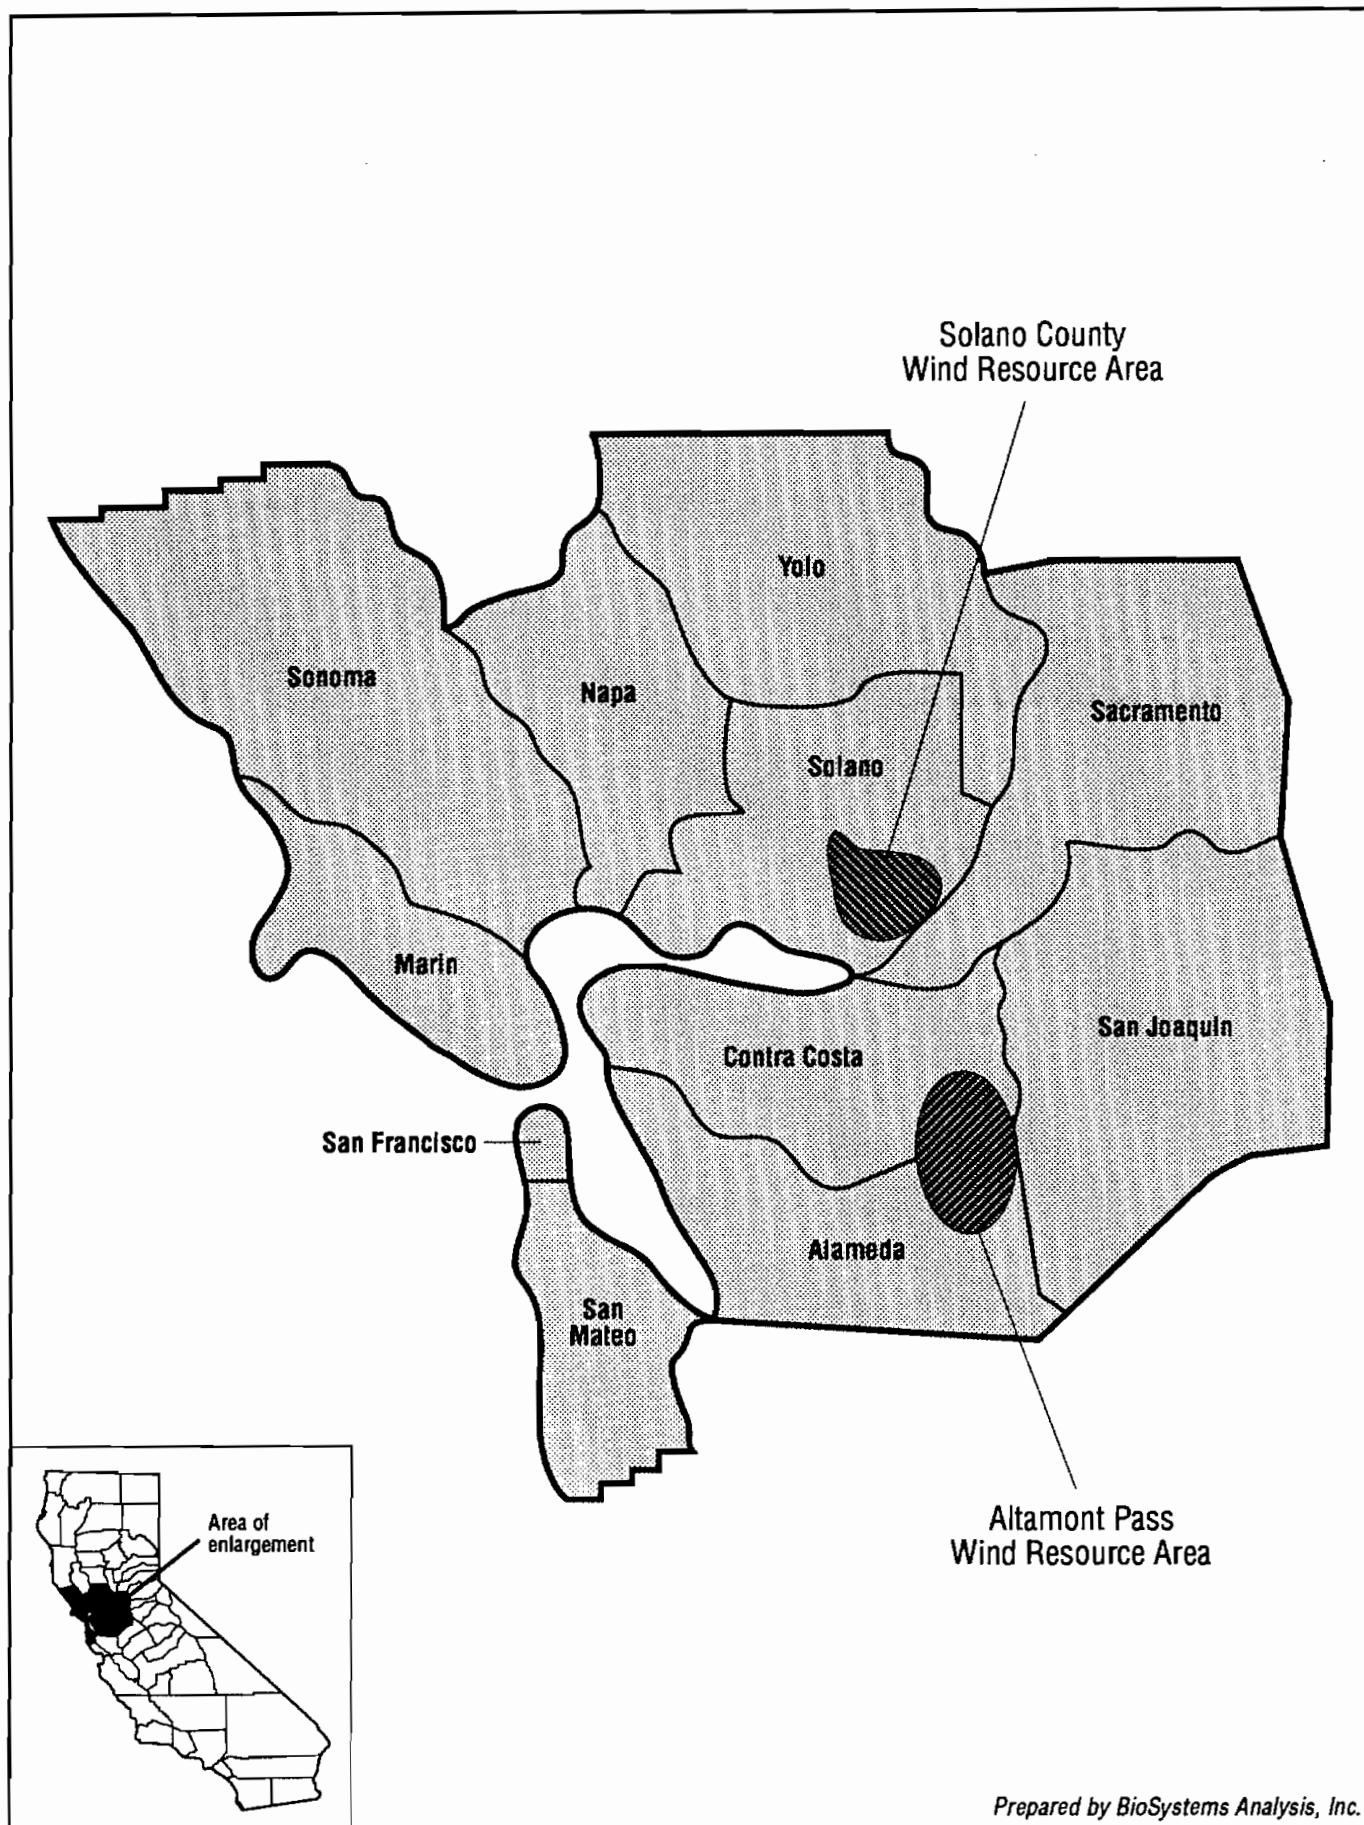 Solano County
Wind Resource Area
Yolo
Sonoma
Napa
Sacramento
Solano
Marin
San Joaquin
Contra Costa
San Francisco
Alameda
San
Mateo
Area of
enlargement
Altamont Pass
Wind Resource Area
Prepared by BioSystems Analysis, Inc.